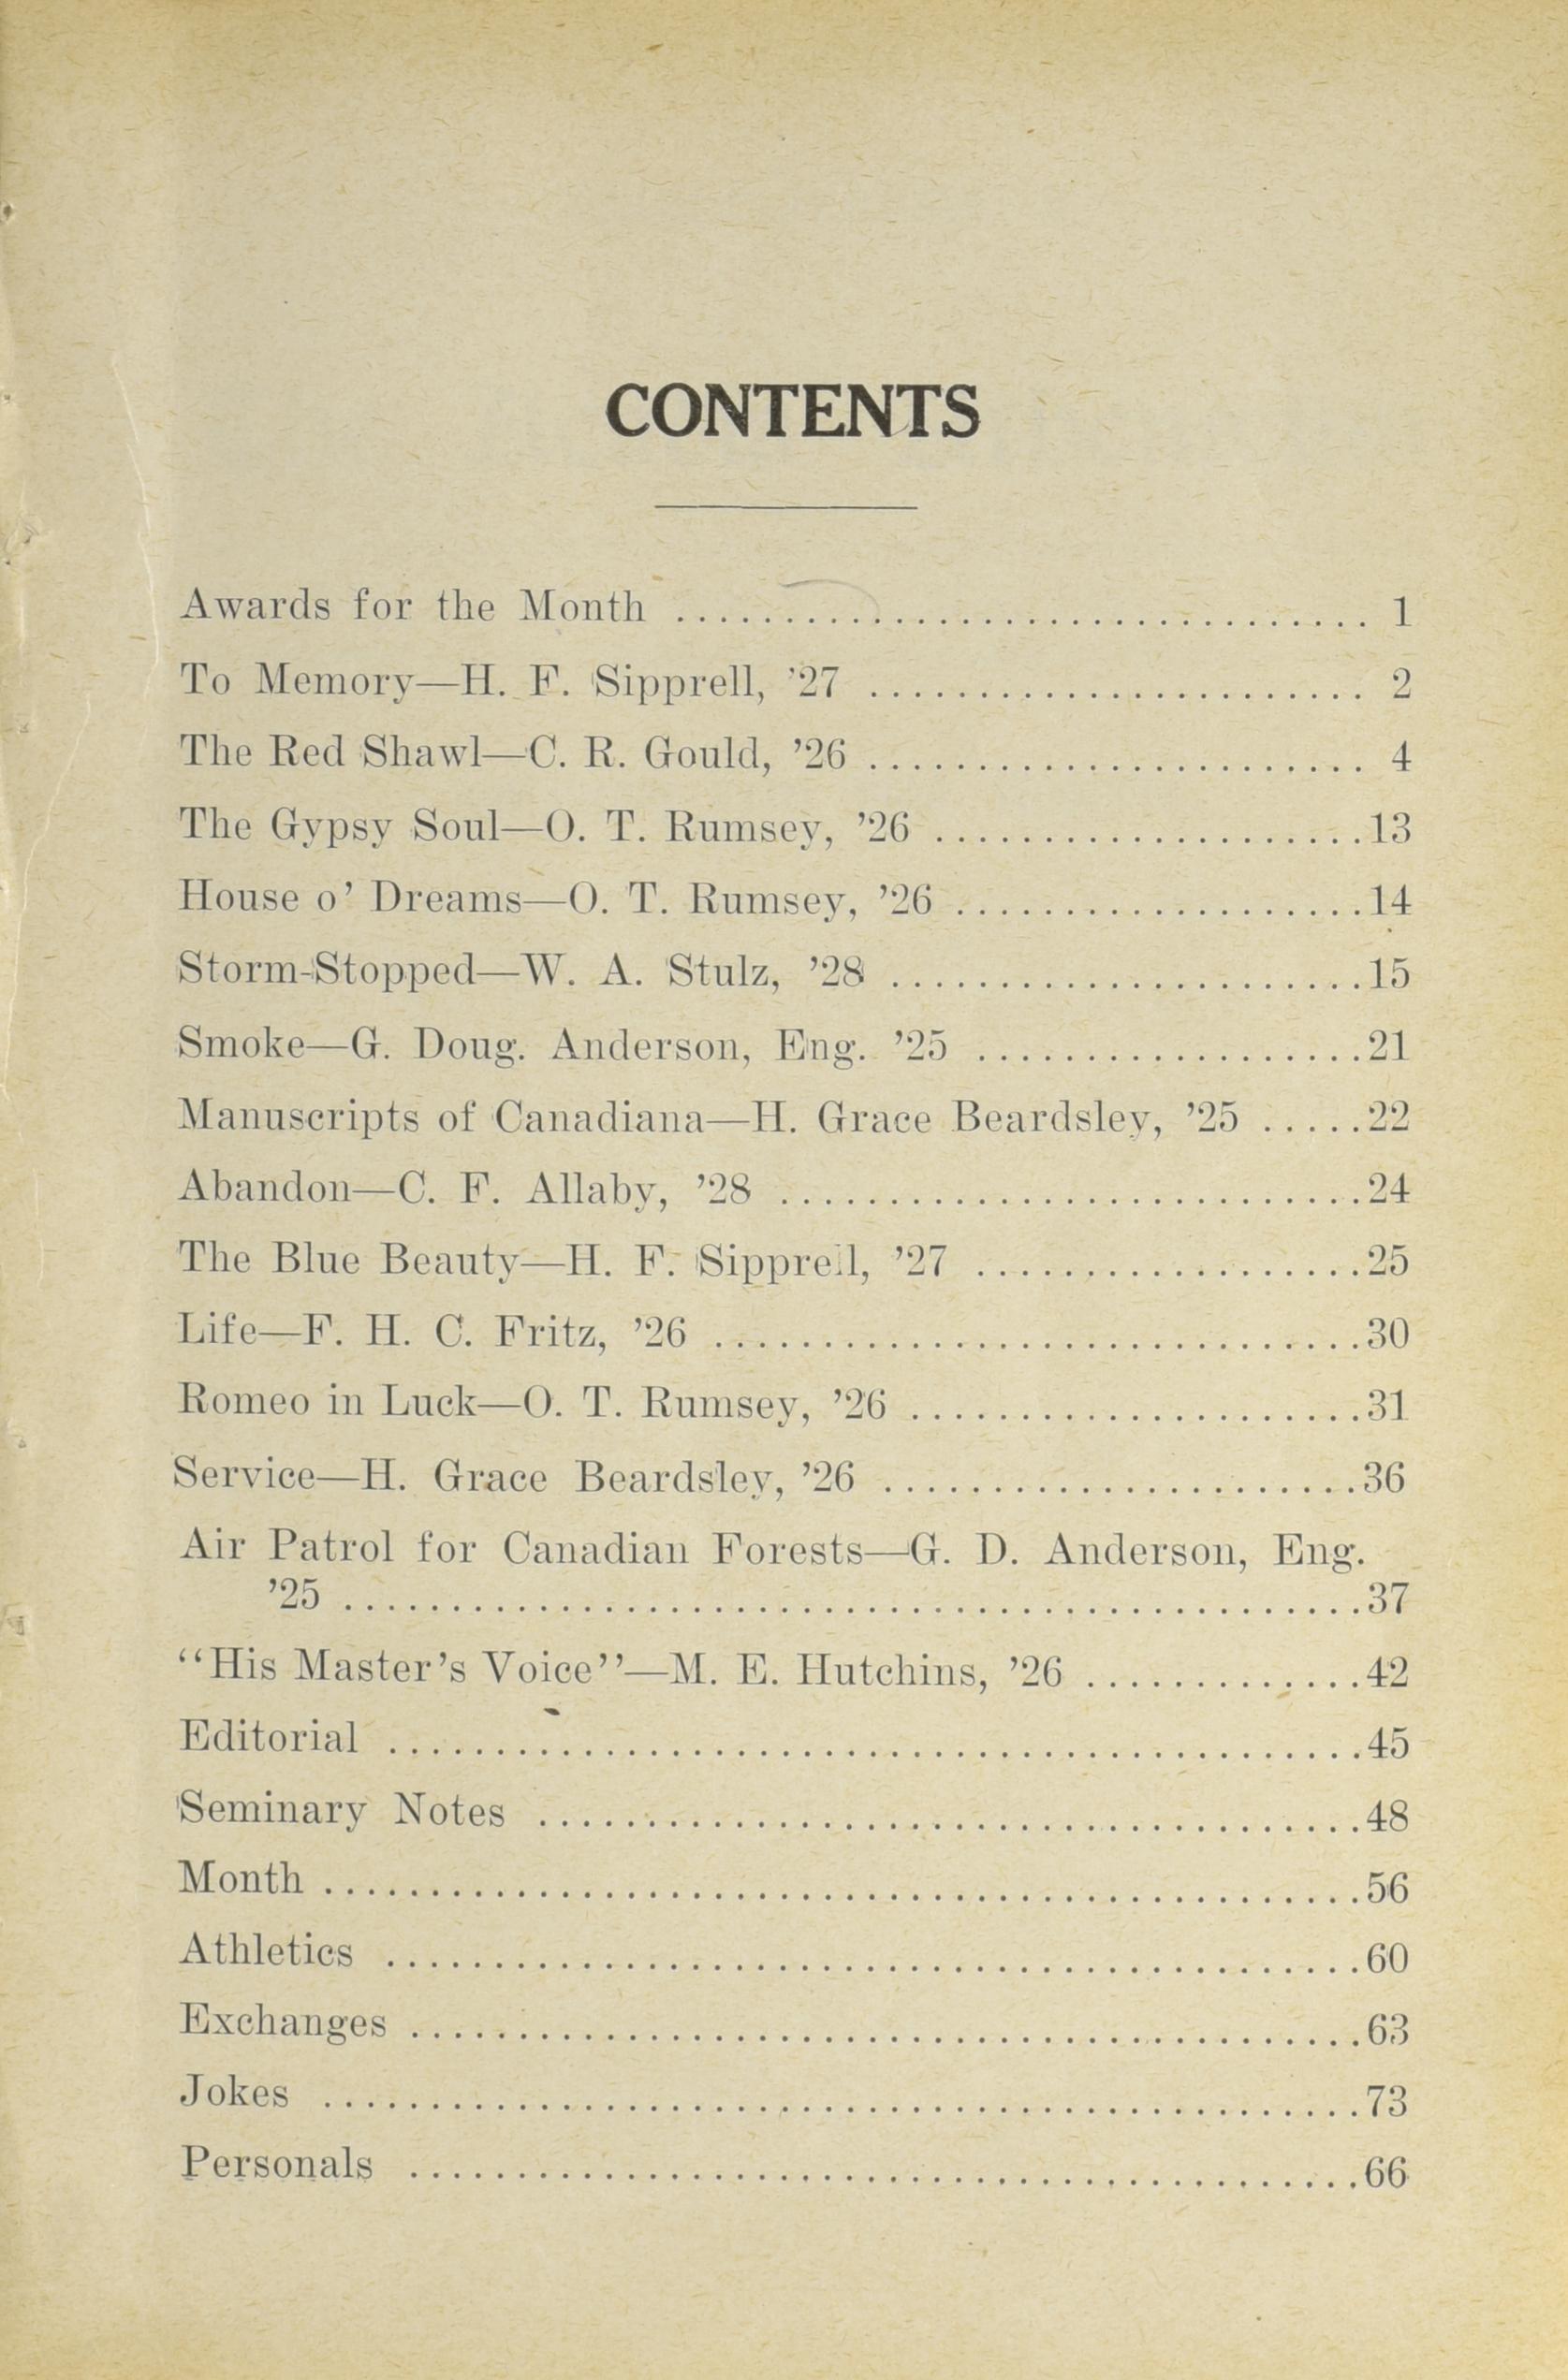 CONTENTS
Awards for the Month ................................ 1
To Memory—H. F. Sipprell, ’27 ....................... 2
The Red Shawl—C. R. Gould, ’26 ....................... 4
The Gypsy Soul—O. T. Rumsey, ’26 ....................13
House o’ Dreams—O. T. Rumsey, ’26 ...................14
Storm-Stopped—W. A. Stulz, ’28 ......................15
Smoke—G. Doug. Anderson, Eng. ’25 ..................21
Manuscripts of Canadiana—H. Grace Beardsley, ’25 .....22
Abandon—C. F. Allaby, ’28 ...........................24
The Blue Beauty—H. F. Sipprell, ’27 ..................25
Life—F. H. C. Fritz, ’26 ..............................30
Romeo in Luck—O. T. Rumsey, ’26 .....................31
Service—H. Grace Beardsley, ’26 ......................36
Air Patrol for Canadian Forests—G. D. Anderson, Eng.
’25 ...............................................37
“His Master’s Voice”—M. E. Hutchins, ’26 .............42
Editorial .............................................45
Seminary Notes ......................................48
Month ................................................56
Athletics .............................................60
Exchanges ............................................63
Jokes ................................................73
Personals ............................................66